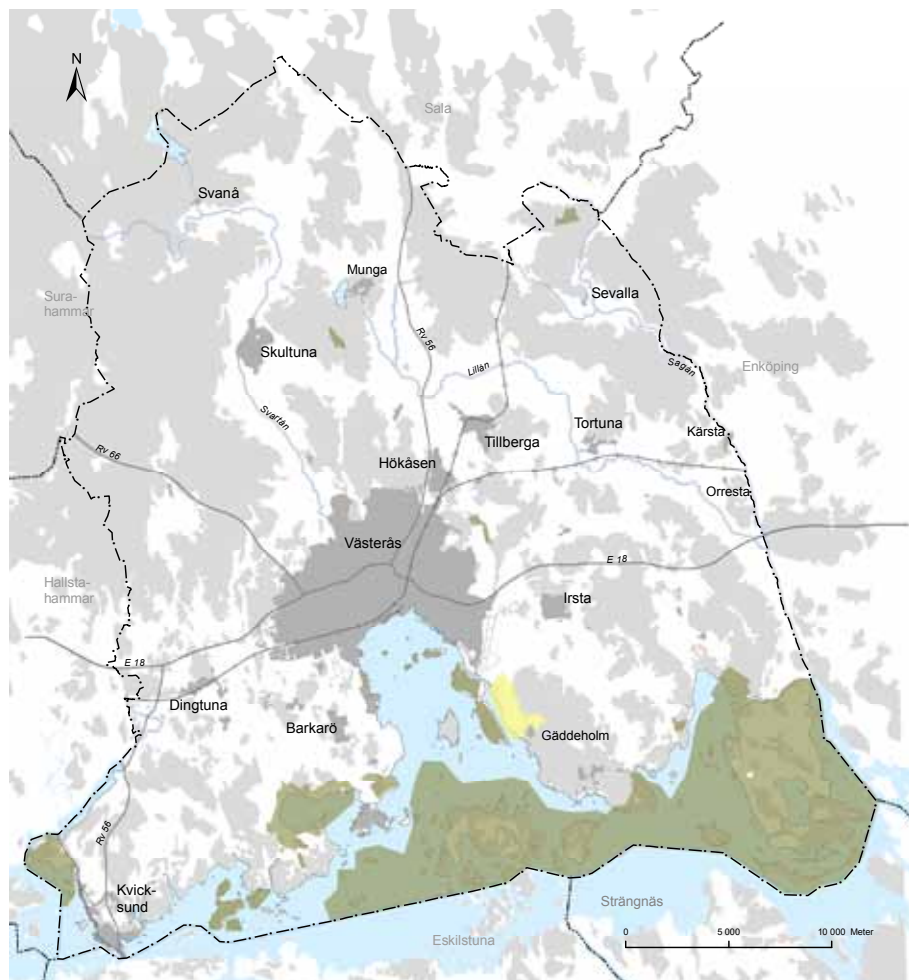 N
Sala
Svanå
Munga
Sevalla
Sura-
hammar
Rv 56
Skultuna
Lillån
Sagån
Enköping
Svartån
Tortuna
Kärsta
Tillberga
Rv 66
Hökåsen
Orresta
Västerås
E 18
Hallsta-
hammar
Irsta
E 18
Dingtuna
Barkarö
Gäddeholm
Rv 56
Kvick-
sund
Strängnäs
Eskilstuna
0 5 000 10 000 Meter